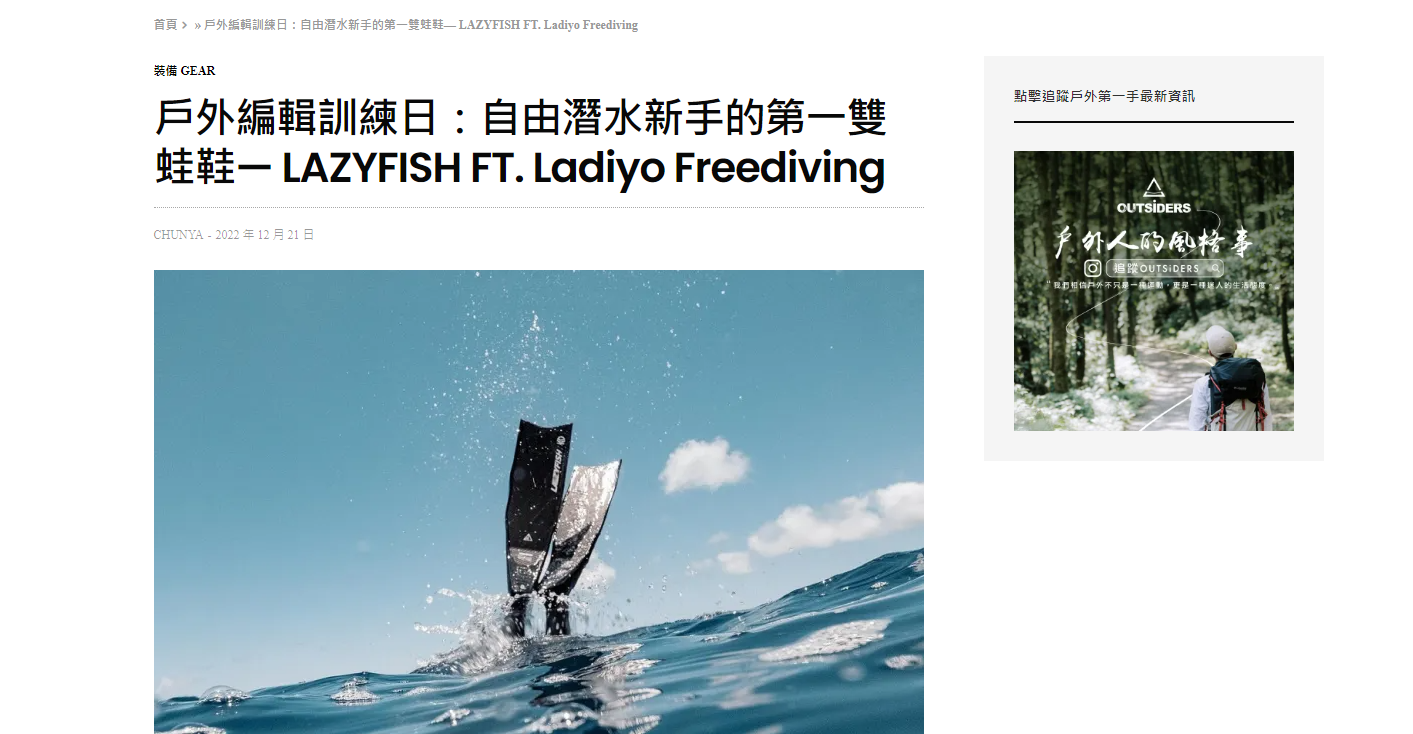 首頁 > » 戶外編輯訓練日：自由潛水新手的第一雙蛙鞋— LAZYFISH FT. Ladiyo Freediving
裝備 GEAR
戶外編輯訓練日：自由潛水新手的第一雙
蛙鞋— LAZYFISH FT. Ladiyo Freediving
CHUNYA - 2022 年 12 月 21 日
LAZYFISH
點擊追蹤戶外第一手最新資訊
OUTSiDERS
戶外人的風格事
追蹤OUTSiDERS
"我們相信戶外不只是一種運動，更是一種迷人的生活態度"